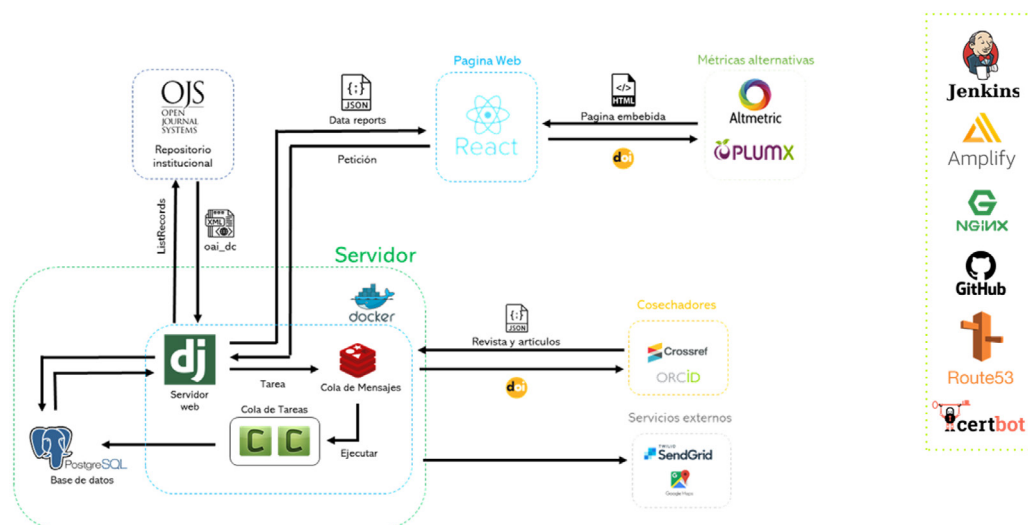 Pagina Web
Métricas alternativas
OJS
OPEN
JOURNAL
SYSTEMS
Repositorio
institucional
{:}
JSON
Data reports
Petición
React
</>
HTML
Pagina embebida
doi
Altmetric
PLUMX
Jenkins
Amplify
NGINX
GitHub
Route53
certbot
ListRecords
XML
oai_dc
Servidor
docker
dj
Servidor
web
Tarea
Cola de Mensajes
Cola de Tareas
C C
Ejecutar
PostgreSQL
Base de datos
{:}
JSON
Revista y artículos
doi
Cosechadores
Crossref
ORCID
Servicios externos
TWILIO
SendGrid
Google Maps